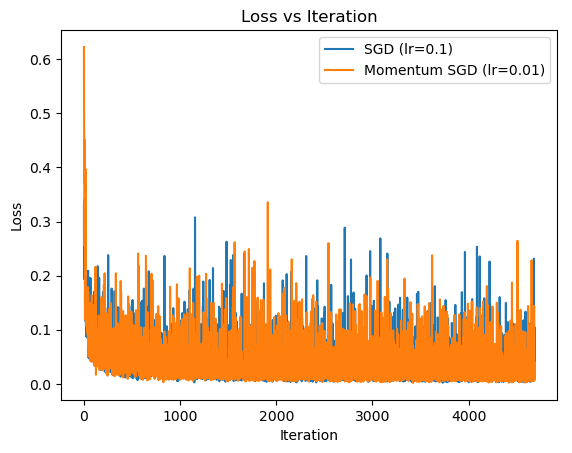 Loss vs Iteration
SGD (lr=0.1)
Momentum SGD (lr=0.01)
0.6
0.5
0.4
0.3
0.2
0.1
0.0
Loss
0 1000 2000 3000 4000
Iteration